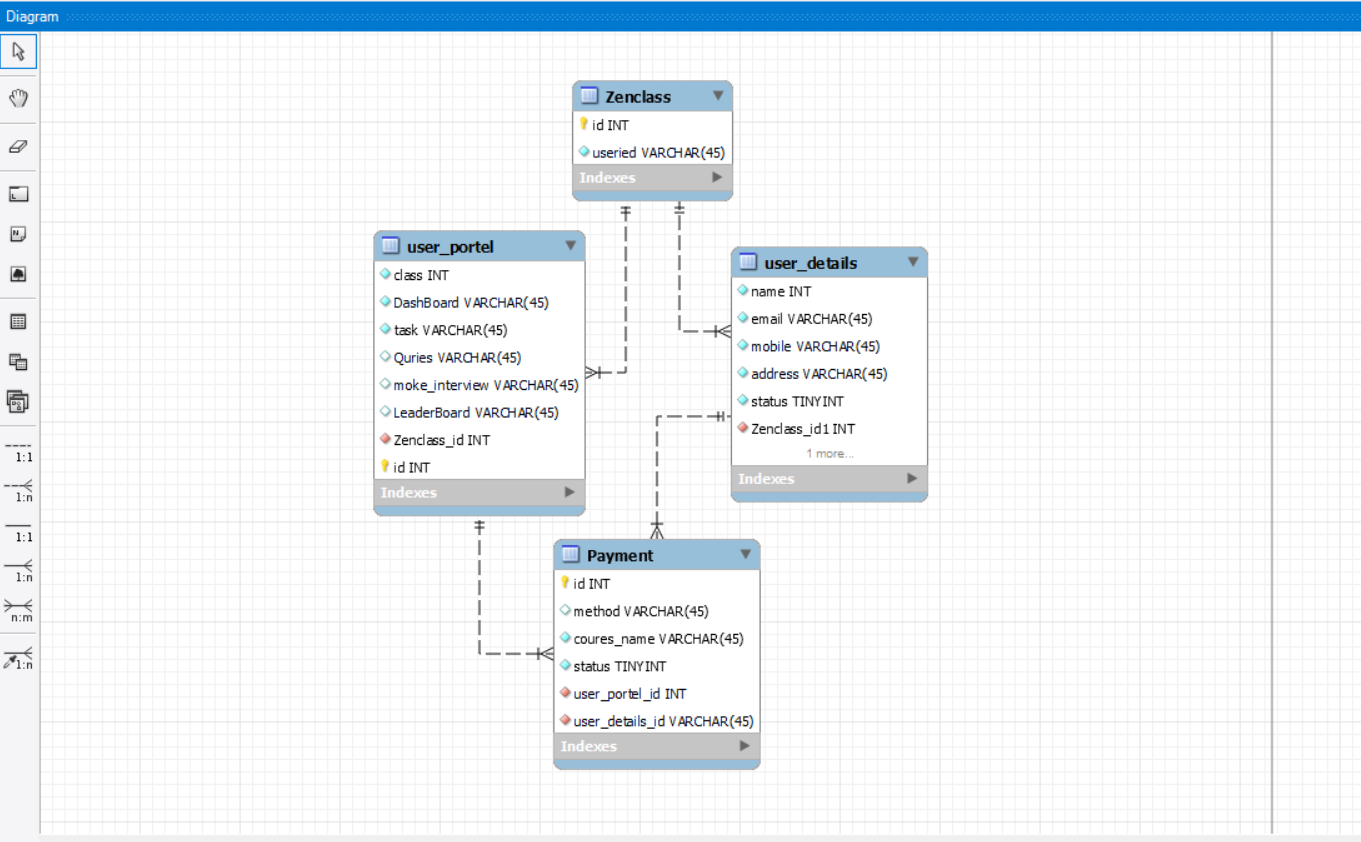 Diagram
Zenclass
id INT
useried VARCHAR(45)
Indexes
user_portel
class INT
DashBoard VARCHAR(45)
task VARCHAR(45)
Quries VARCHAR(45)
moke_interview VARCHAR(45)
LeaderBoard VARCHAR(45)
Zenclass_id INT
id INT
Indexes
user_details
name INT
email VARCHAR(45)
mobile VARCHAR(45)
address VARCHAR(45)
status TINYINT
Zenclass_id1 INT
1 more...
Indexes
Payment
id INT
method VARCHAR(45)
coures_name VARCHAR(45)
status TINYINT
user_portel_id INT
user_details_id VARCHAR(45)
Indexes
1:1
1:n
1:1
1:n
n:m
1:n